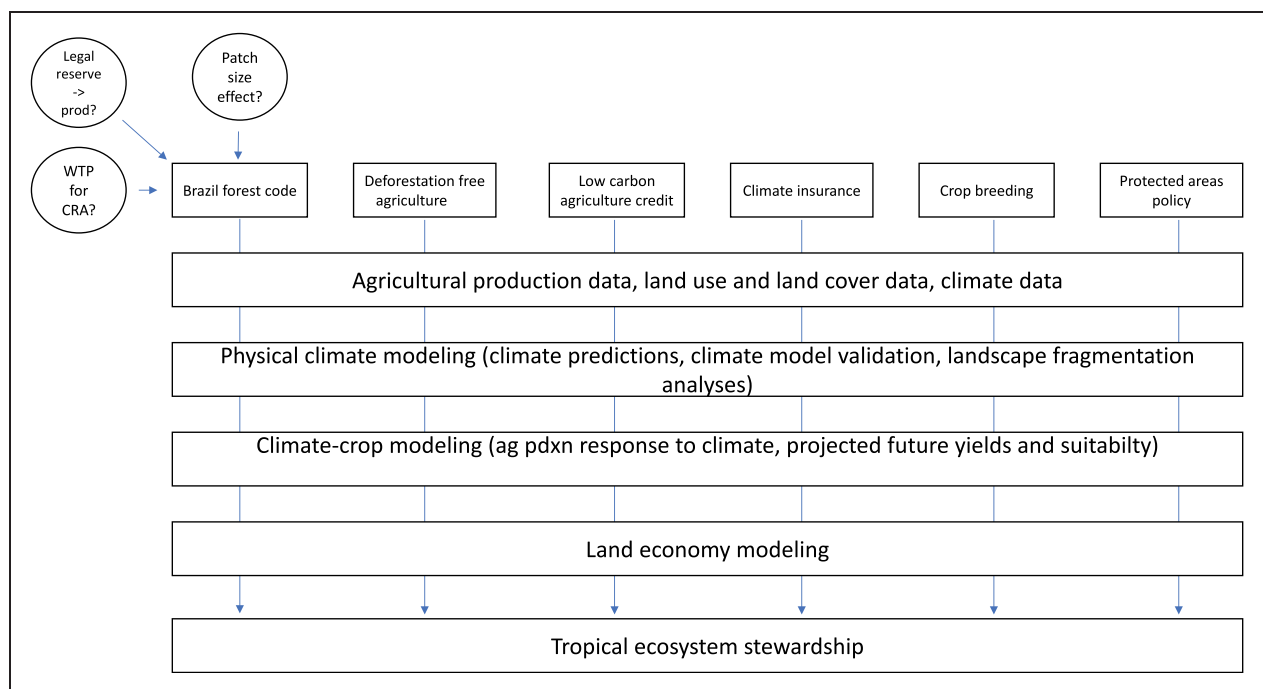 Legal
reserve
->
prod?
Patch
size
effect?
WTP
for
CRA?
Brazil forest code
Deforestation free
agriculture
Low carbon
agriculture credit
Climate insurance
Crop breeding
Protected areas
policy
Agricultural production data, land use and land cover data, climate data
Physical climate modeling (climate predictions, climate model validation, landscape fragmentation
analyses)
Climate-crop modeling (ag pdxn response to climate, projected future yields and suitabilty)
Land economy modeling
Tropical ecosystem stewardship